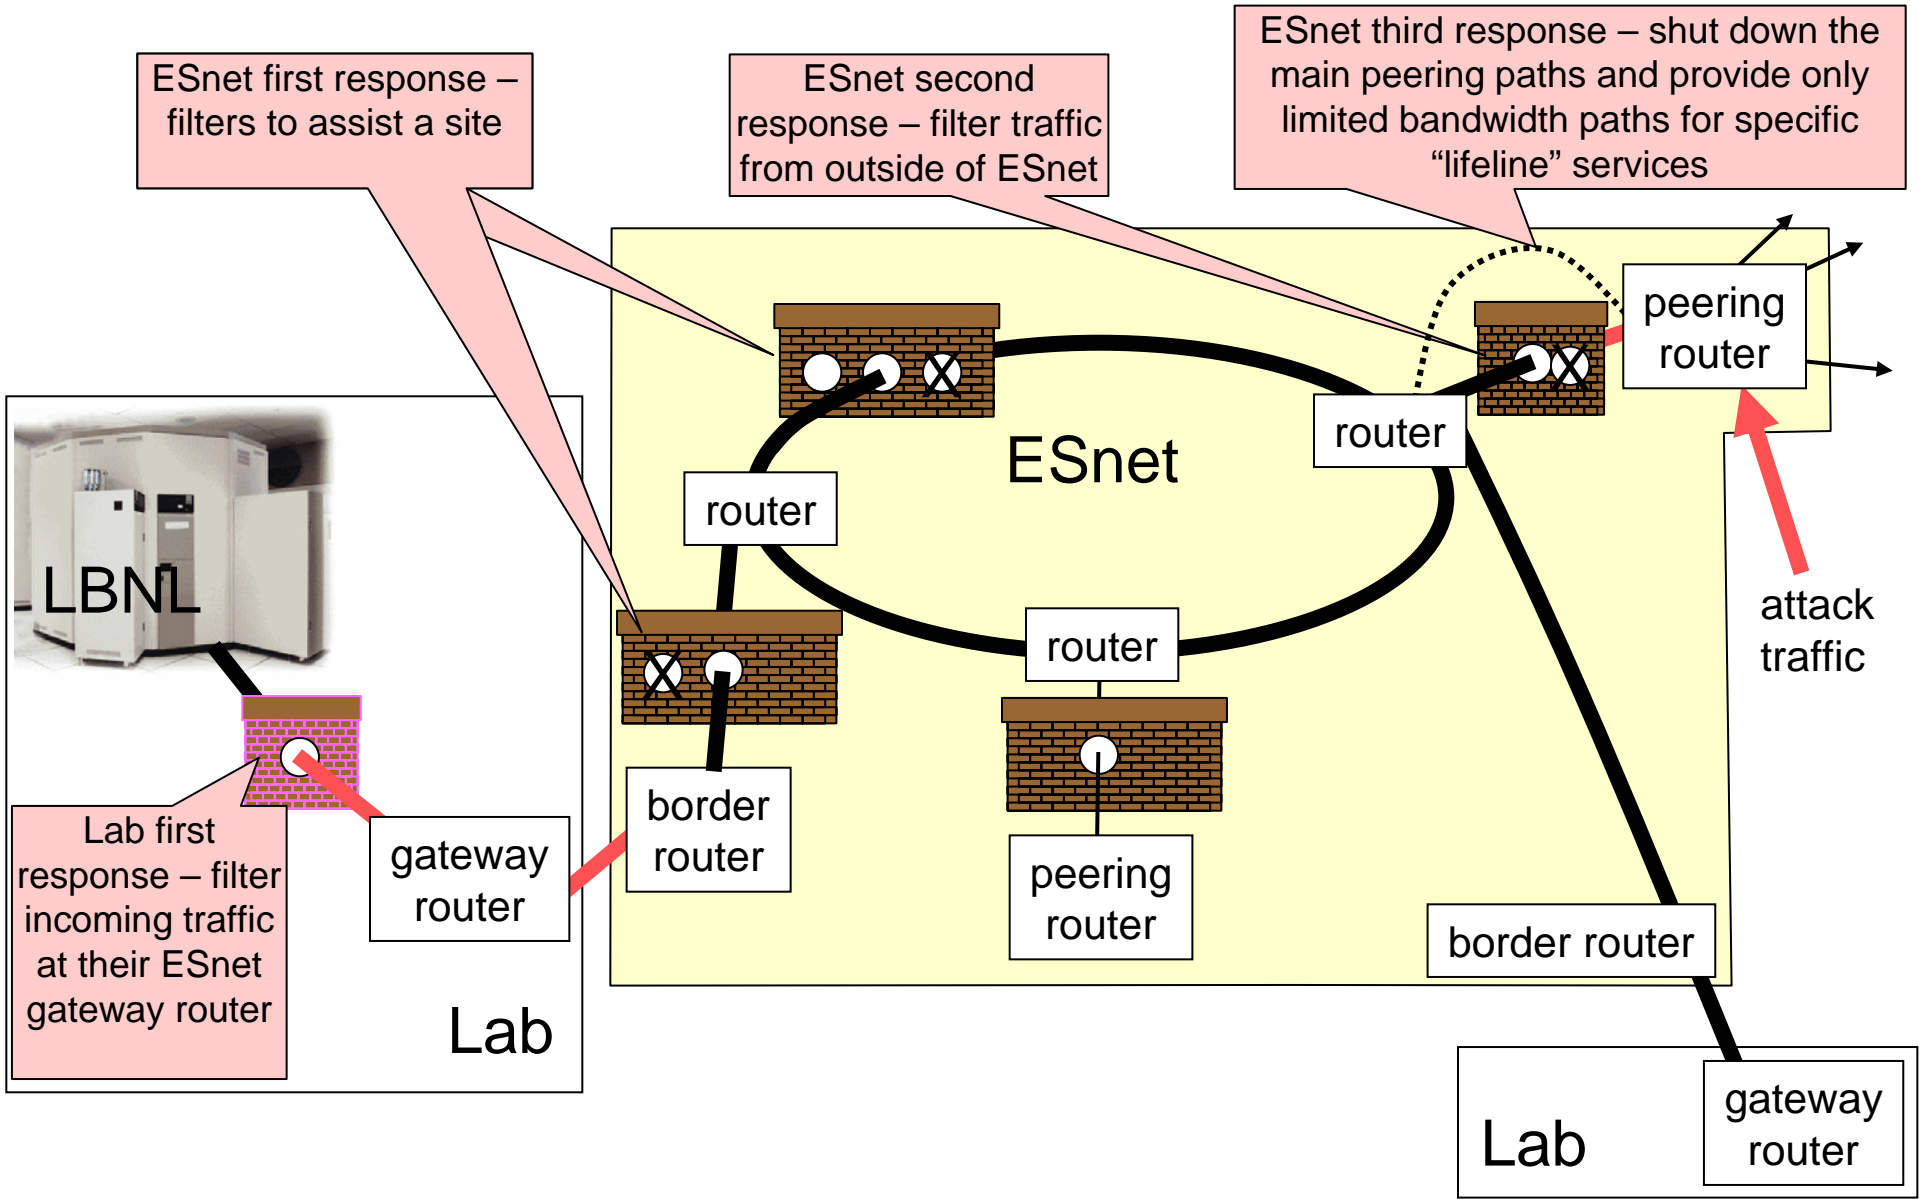 ESnet first response –
filters to assist a site
ESnet second
response – filter traffic
from outside of ESnet
ESnet third response – shut down the
main peering paths and provide only
limited bandwidth paths for specific
“lifeline” services
peering
router
router
ESnet
router
LBNL
router
attack
traffic
X
X
X
border
router
gateway
router
peering
router
border router
Lab first
response – filter
incoming traffic
at their ESnet
gateway router
Lab
gateway
router
Lab